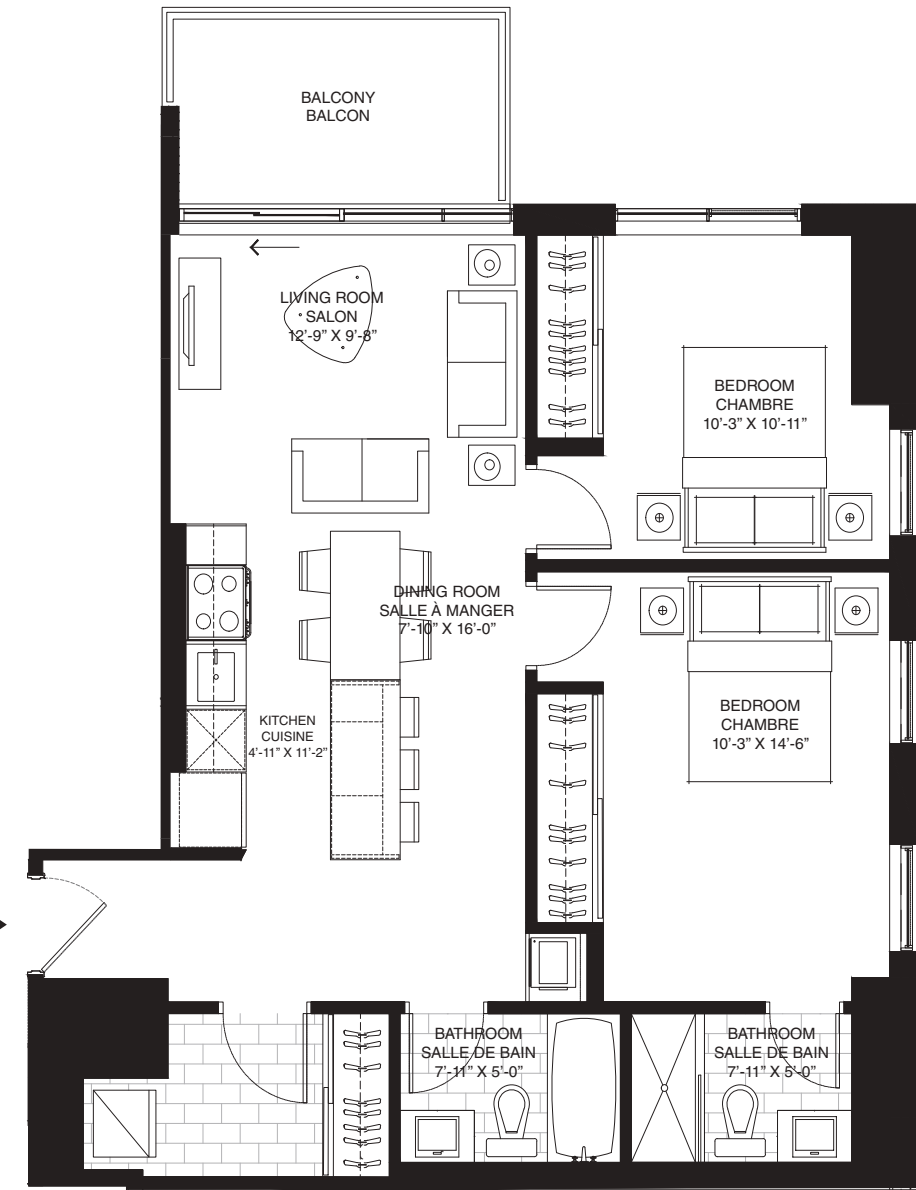 BALCONY
BALCON
LIVING ROOM
SALON
12'-9” X 9'-8”
BEDROOM
CHAMBRE
10'-3” X 10'-11”
DINING ROOM
SALLE À MANGER
7'-10” X 16'-0”
KITCHEN
CUISINE
4'-11” X 11'-2”
BEDROOM
CHAMBRE
10'-3” X 14'-6”
BATHROOM
SALLE DE BAIN
7'-11” X 5'-0”
BATHROOM
SALLE DE BAIN
7'-11” X 5'-0”